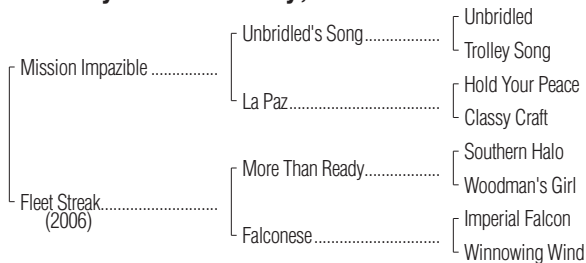 Unbridled
Unbridled's Song
Trolley Song
Mission Impazible
Hold Your Peace
La Paz
Classy Craft
Southern Halo
More Than Ready
Woodman's Girl
Fleet Streak
(2006)
Imperial Falcon
Falconese
Winnowing Wind